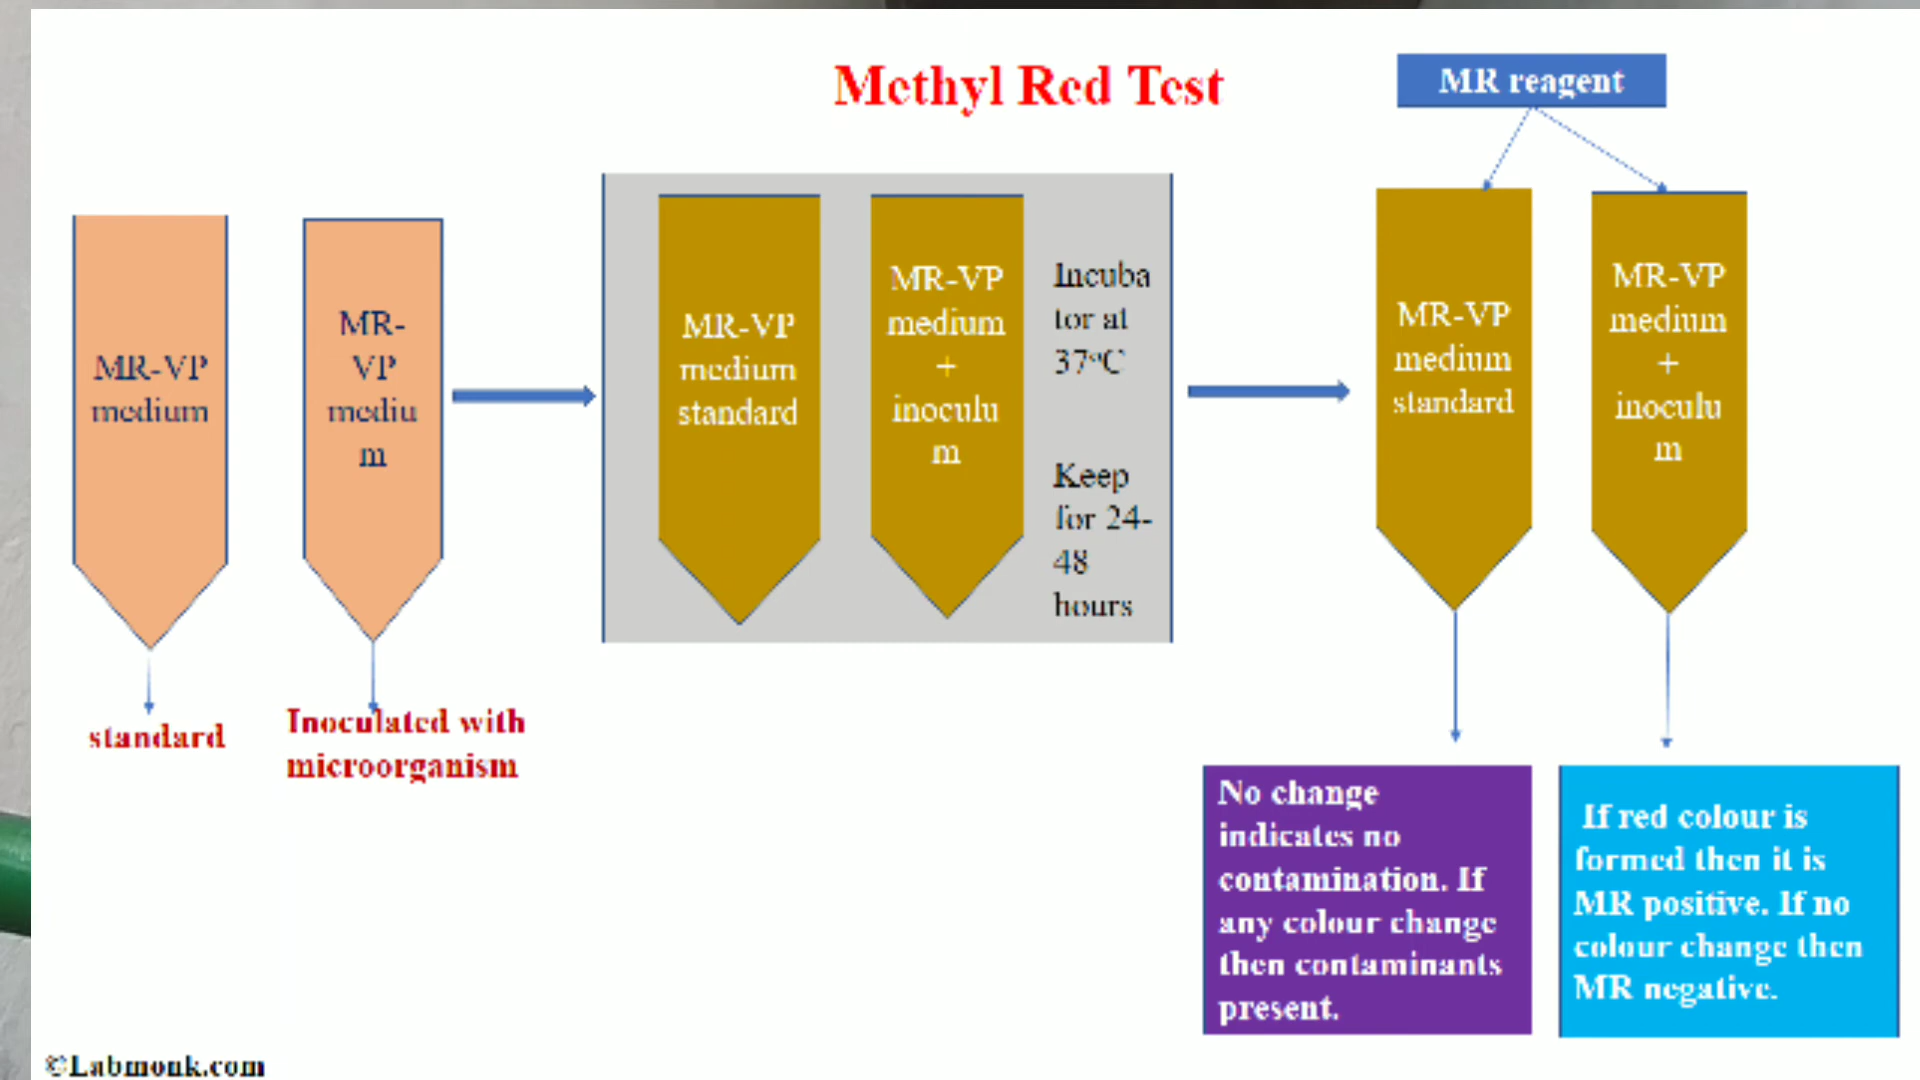 Methyl Red Test
MR reagent
MR-VP
medium
MR-
VP
mediu
m
MR-VP
medium
standard
MR-VP
medium
+
inoculu
m
Incuba
tor at
37°C
Keep
for 24-
48
hours
MR-VP
medium
standard
MR-VP
medium
+
inoculu
m
standard
Inoculated with
microorganism
No change
indicates no
contamination. If
any colour change
then contaminants
present.
If red colour is
formed then it is
MR positive. If no
colour change then
MR negative.
©Labmonk.com